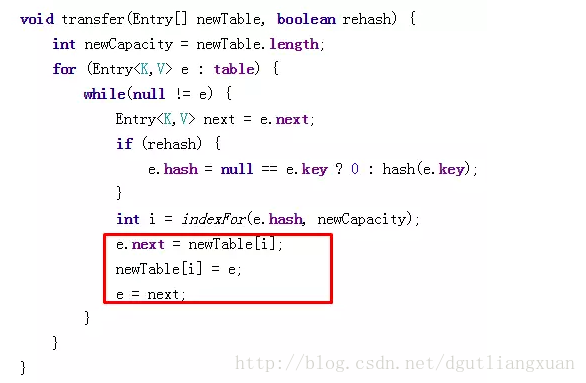 void transfer(Entry[] newTable, boolean rehash) {
    int newCapacity = newTable.length;
    for (Entry<K,V> e : table) {
        while(null != e) {
            Entry<K,V> next = e.next;
            if (rehash) {
                e.hash = null == e.key ? 0 : hash(e.key);
            }
            int i = indexFor(e.hash, newCapacity);
            e.next = newTable[i];
            newTable[i] = e;
            e = next;
        }
    }
}
http://blog.csdn.net/dgutliangxuan